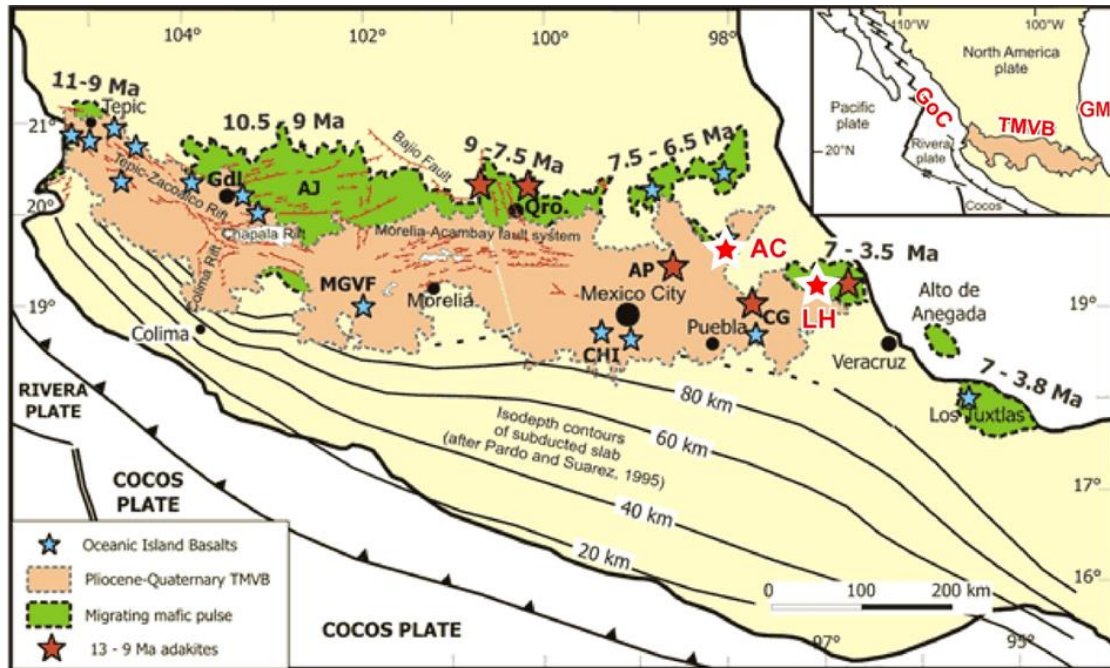 104°
102°
100°
98°
110°W
100°W
North America
plate
Pacific
plate
GoC
GM
TMVB
20°N
Rivera
plate
Cocos
11-9 Ma
Tepic
21°
10.5 - 9 Ma
Bajio Fault
9 -7.5 Ma
7.5 - 6.5 Ma
Tepic-Zacoalco Rift
Gdl
AJ
Qro.
20°
Chapala Rift
Morelia-Acambay fault system
AC
7 - 3.5 Ma
Colima Rift
AP
MGVF
Morelia
Mexico City
CG
LH
19°
19°
Alto de
Anegada
Colima
CHI
Puebla
Veracruz
7 - 3.8 Ma
Los Tuxtlas
RIVERA
PLATE
80 km
Isodepth contours
of subducted slab
(after Pardo and Suarez, 1995)
60 km
40 km
20 km
17°
16°
COCOS
PLATE
Oceanic Island Basalts
Pliocene-Quaternary TMVB
Migrating mafic pulse
13 - 9 Ma adakites
COCOS PLATE
0 100 200 km
97°
95°